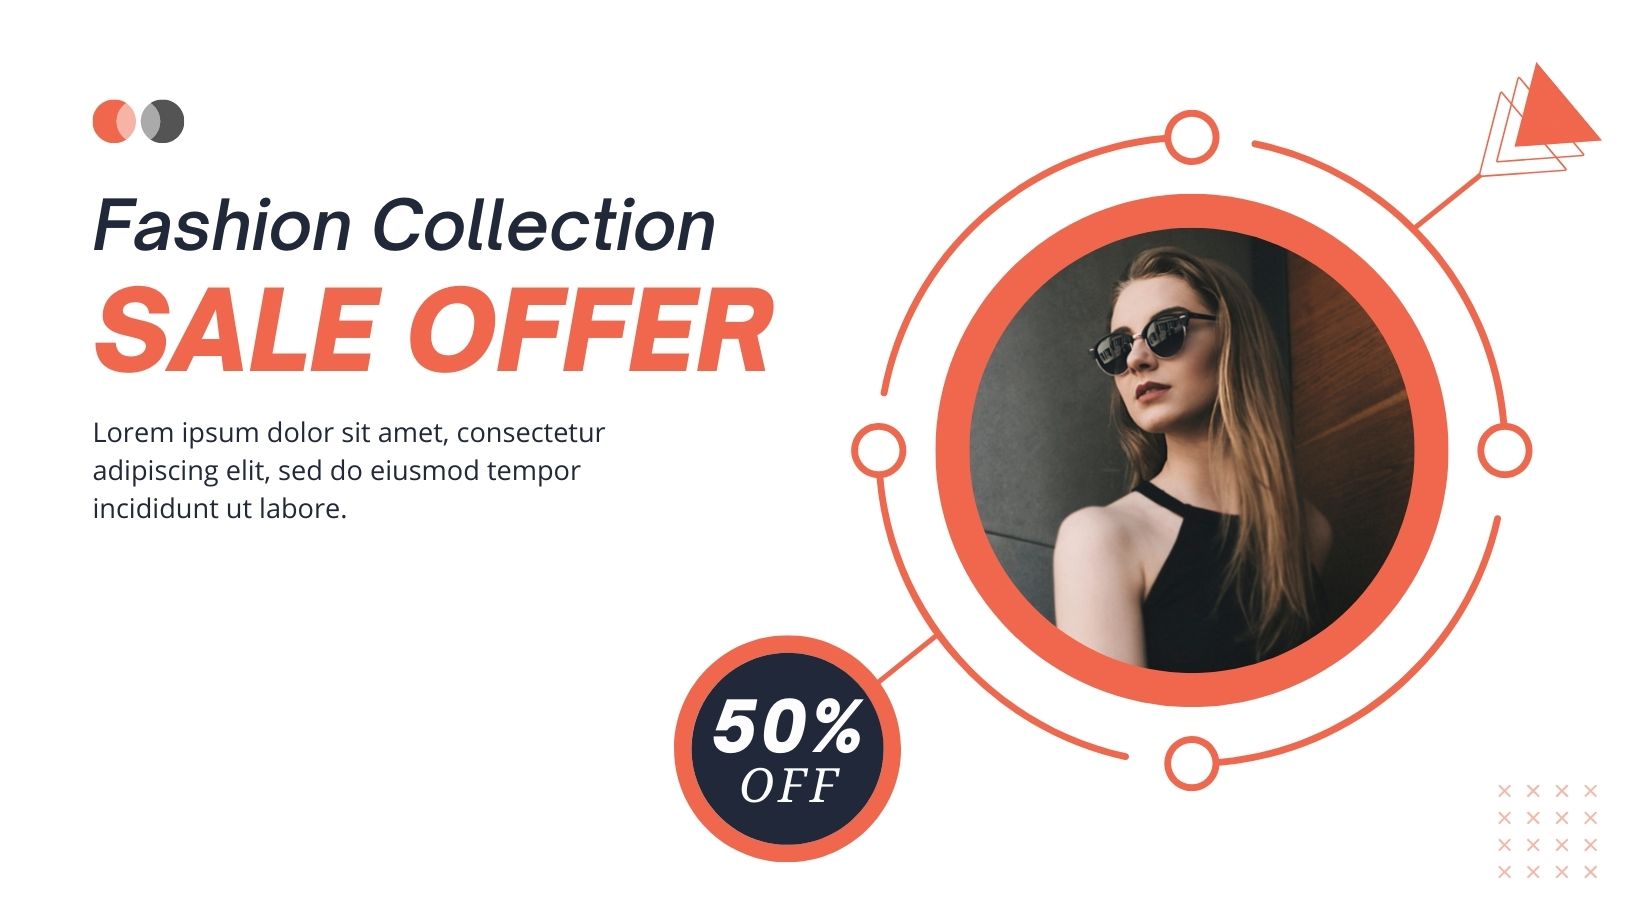 Fashion Collection
SALE OFFER
Lorem ipsum dolor sit amet, consectetur
adipiscing elit, sed do eiusmod tempor
incididunt ut labore.
50%
OFF